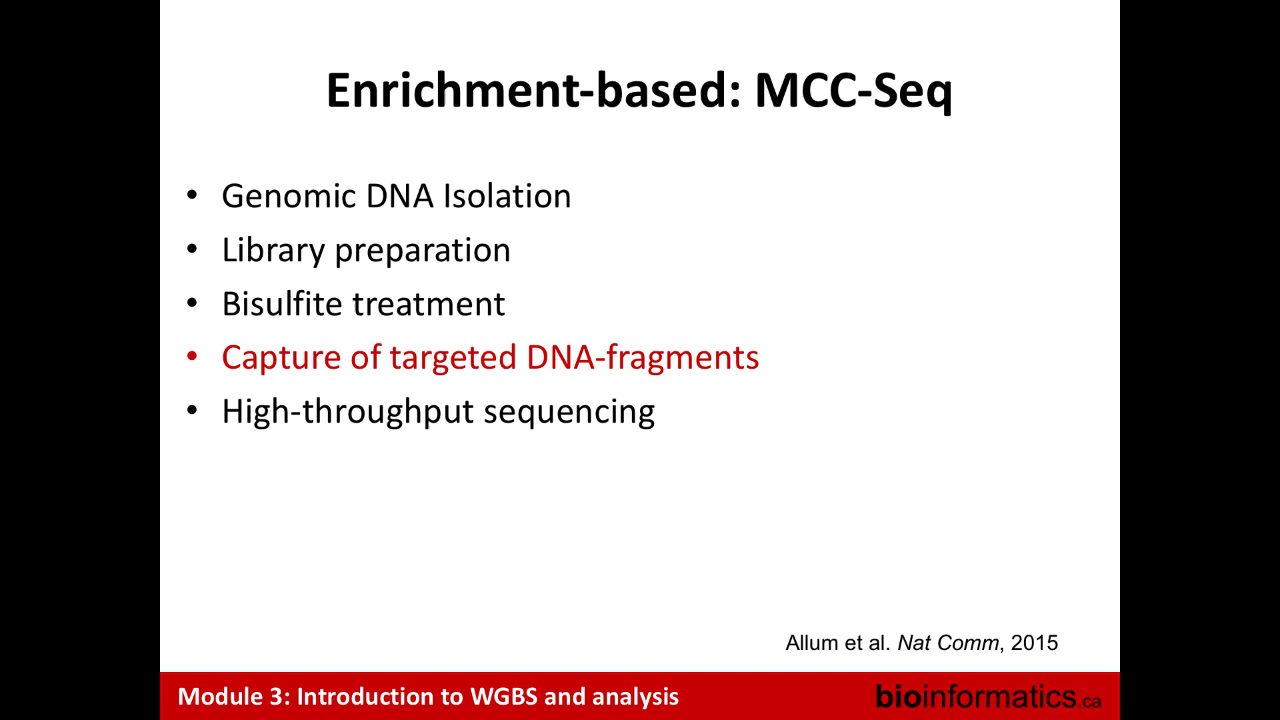 Enrichment-based: MCC-Seq
• Genomic DNA Isolation
• Library preparation
• Bisulfite treatment
• Capture of targeted DNA-fragments
• High-throughput sequencing
Allum et al. Nat Comm, 2015
Module 3: Introduction to WGBS and analysis
bioinformatics.ca